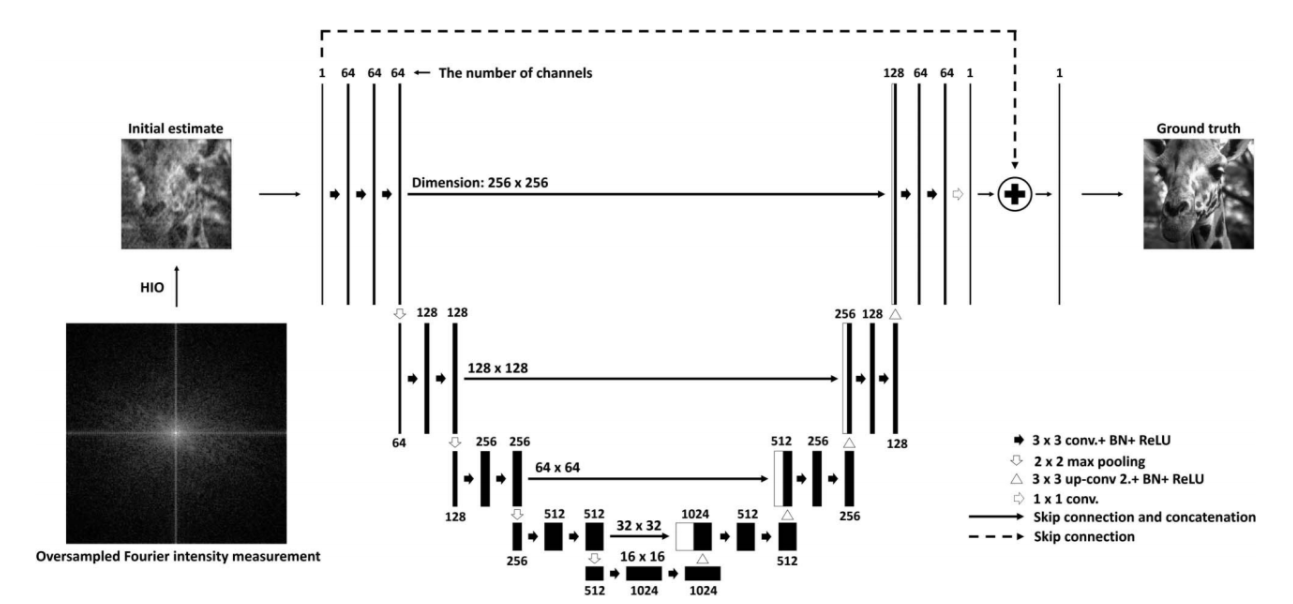 1 64 64 64 ← The number of channels
128 64 64 1
1
Initial estimate
Ground truth
Dimension: 256 x 256
HIO
128 128
256 128
128 x 128
64
128
256 256
512 256
64 x 64
128
256
512 512
32 x 32
1024 512
256
512
16 x 16
512 1024 1024
Oversampled Fourier intensity measurement
3 x 3 conv.+ BN+ ReLU
2 x 2 max pooling
3 x 3 up-conv 2.+ BN+ ReLU
1 x 1 conv.
Skip connection and concatenation
Skip connection